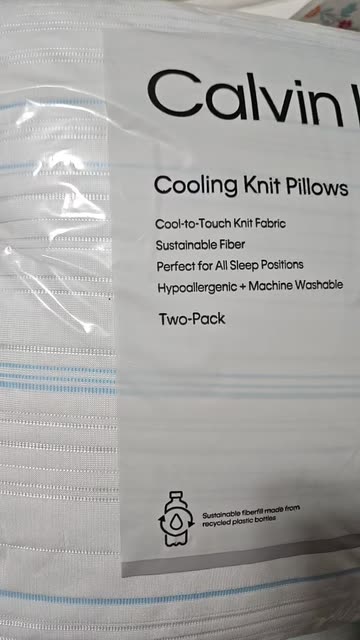 Calvin
Cooling Knit Pillows
Cool-to-Touch Knit Fabric
Sustainable Fiber
Perfect for All Sleep Positions
Hypoallergenic + Machine Washable
Two-Pack
Sustainable fiberfill made from
recycled plastic bottles